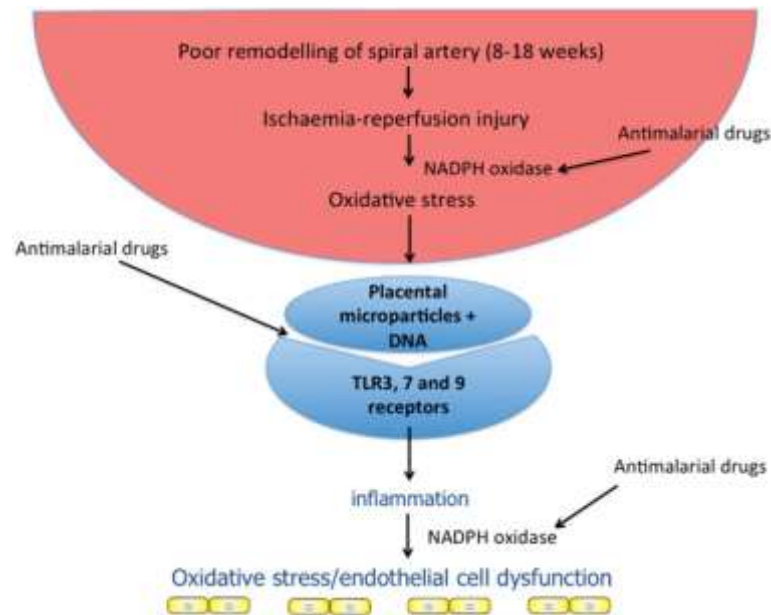 Poor remodelling of spiral artery (8-18 weeks)
Ischaemia-reperfusion injury
Antimalarial drugs
NADPH oxidase
Oxidative stress
Antimalarial drugs
Placental
microparticles +
DNA
TLR3, 7 and 9
receptors
Antimalarial drugs
inflammation
NADPH oxidase
Oxidative stress/endothelial cell dysfunction